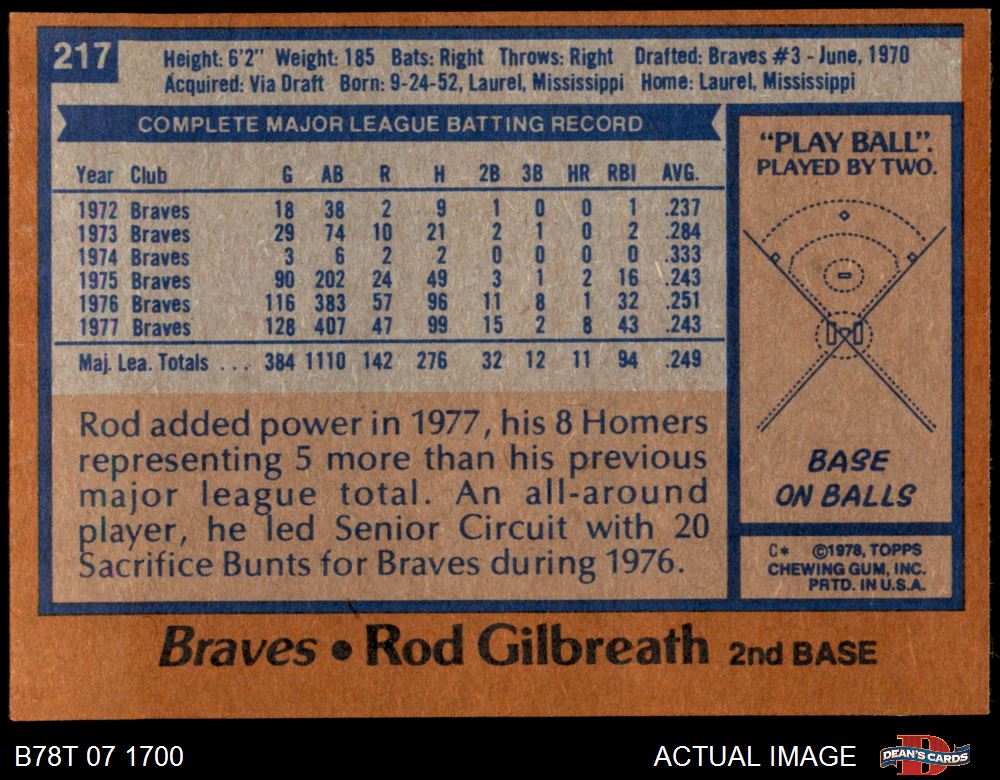 217
Height: 6'2" Weight: 185 Bats: Right Throws: Right Drafted: Braves #3 - June, 1970
Acquired: Via Draft Born: 9-24-52, Laurel, Mississippi Home: Laurel, Mississippi
COMPLETE MAJOR LEAGUE BATTING RECORD
Year Club G AB R H 2B 3B HR RBI AVG.
1972 Braves 18 38 2 9 1 0 0 1 .237
1973 Braves 29 74 10 21 2 1 0 2 .284
1974 Braves 3 6 2 2 0 0 0 0 .333
1975 Braves 90 202 24 49 3 1 2 16 .243
1976 Braves 116 383 57 96 11 8 1 32 .251
1977 Braves 128 407 47 99 15 2 8 43 .243
Maj. Lea. Totals ... 384 1110 142 276 32 12 11 94 .249
Rod added power in 1977, his 8 Homers
representing 5 more than his previous
major league total. An all-around
player, he led Senior Circuit with 20
Sacrifice Bunts for Braves during 1976.
"PLAY BALL".
PLAYED BY TWO.
BASE
ON BALLS
C* ©1978, TOPPS
CHEWING GUM, INC.
PRTD. IN U.S.A.
Braves • Rod Gilbreath 2nd BASE
B78T 07 1700
ACTUAL IMAGE
DEAN'S CARDS